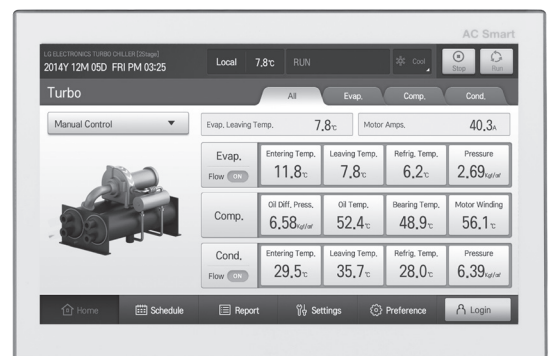 AC Smart
LG ELECTRONICS TURBO CHILLER [2Stage]
2014Y 12M 05D FRI PM 03:25
Local 7.8℃ RUN
Cool
Stop
Run
Turbo
All Evap. Comp. Cond.
Manual Control
Evap. Leaving Temp. 7.8℃
Motor Amps. 40.3A
Evap.
Flow ON
Entering Temp. Leaving Temp. Refrig. Temp. Pressure
11.8℃ 7.8℃ 6.2℃ 2.69Kgf/㎠
Comp.
Oil Diff. Press. Oil Temp. Bearing Temp. Motor Winding
6.58Kgf/㎠ 52.4℃ 48.9℃ 56.1℃
Cond.
Flow ON
Entering Temp. Leaving Temp. Refrig. Temp. Pressure
29.5℃ 35.7℃ 28.0℃ 6.39Kgf/㎠
Home Schedule Report Settings Preference Login